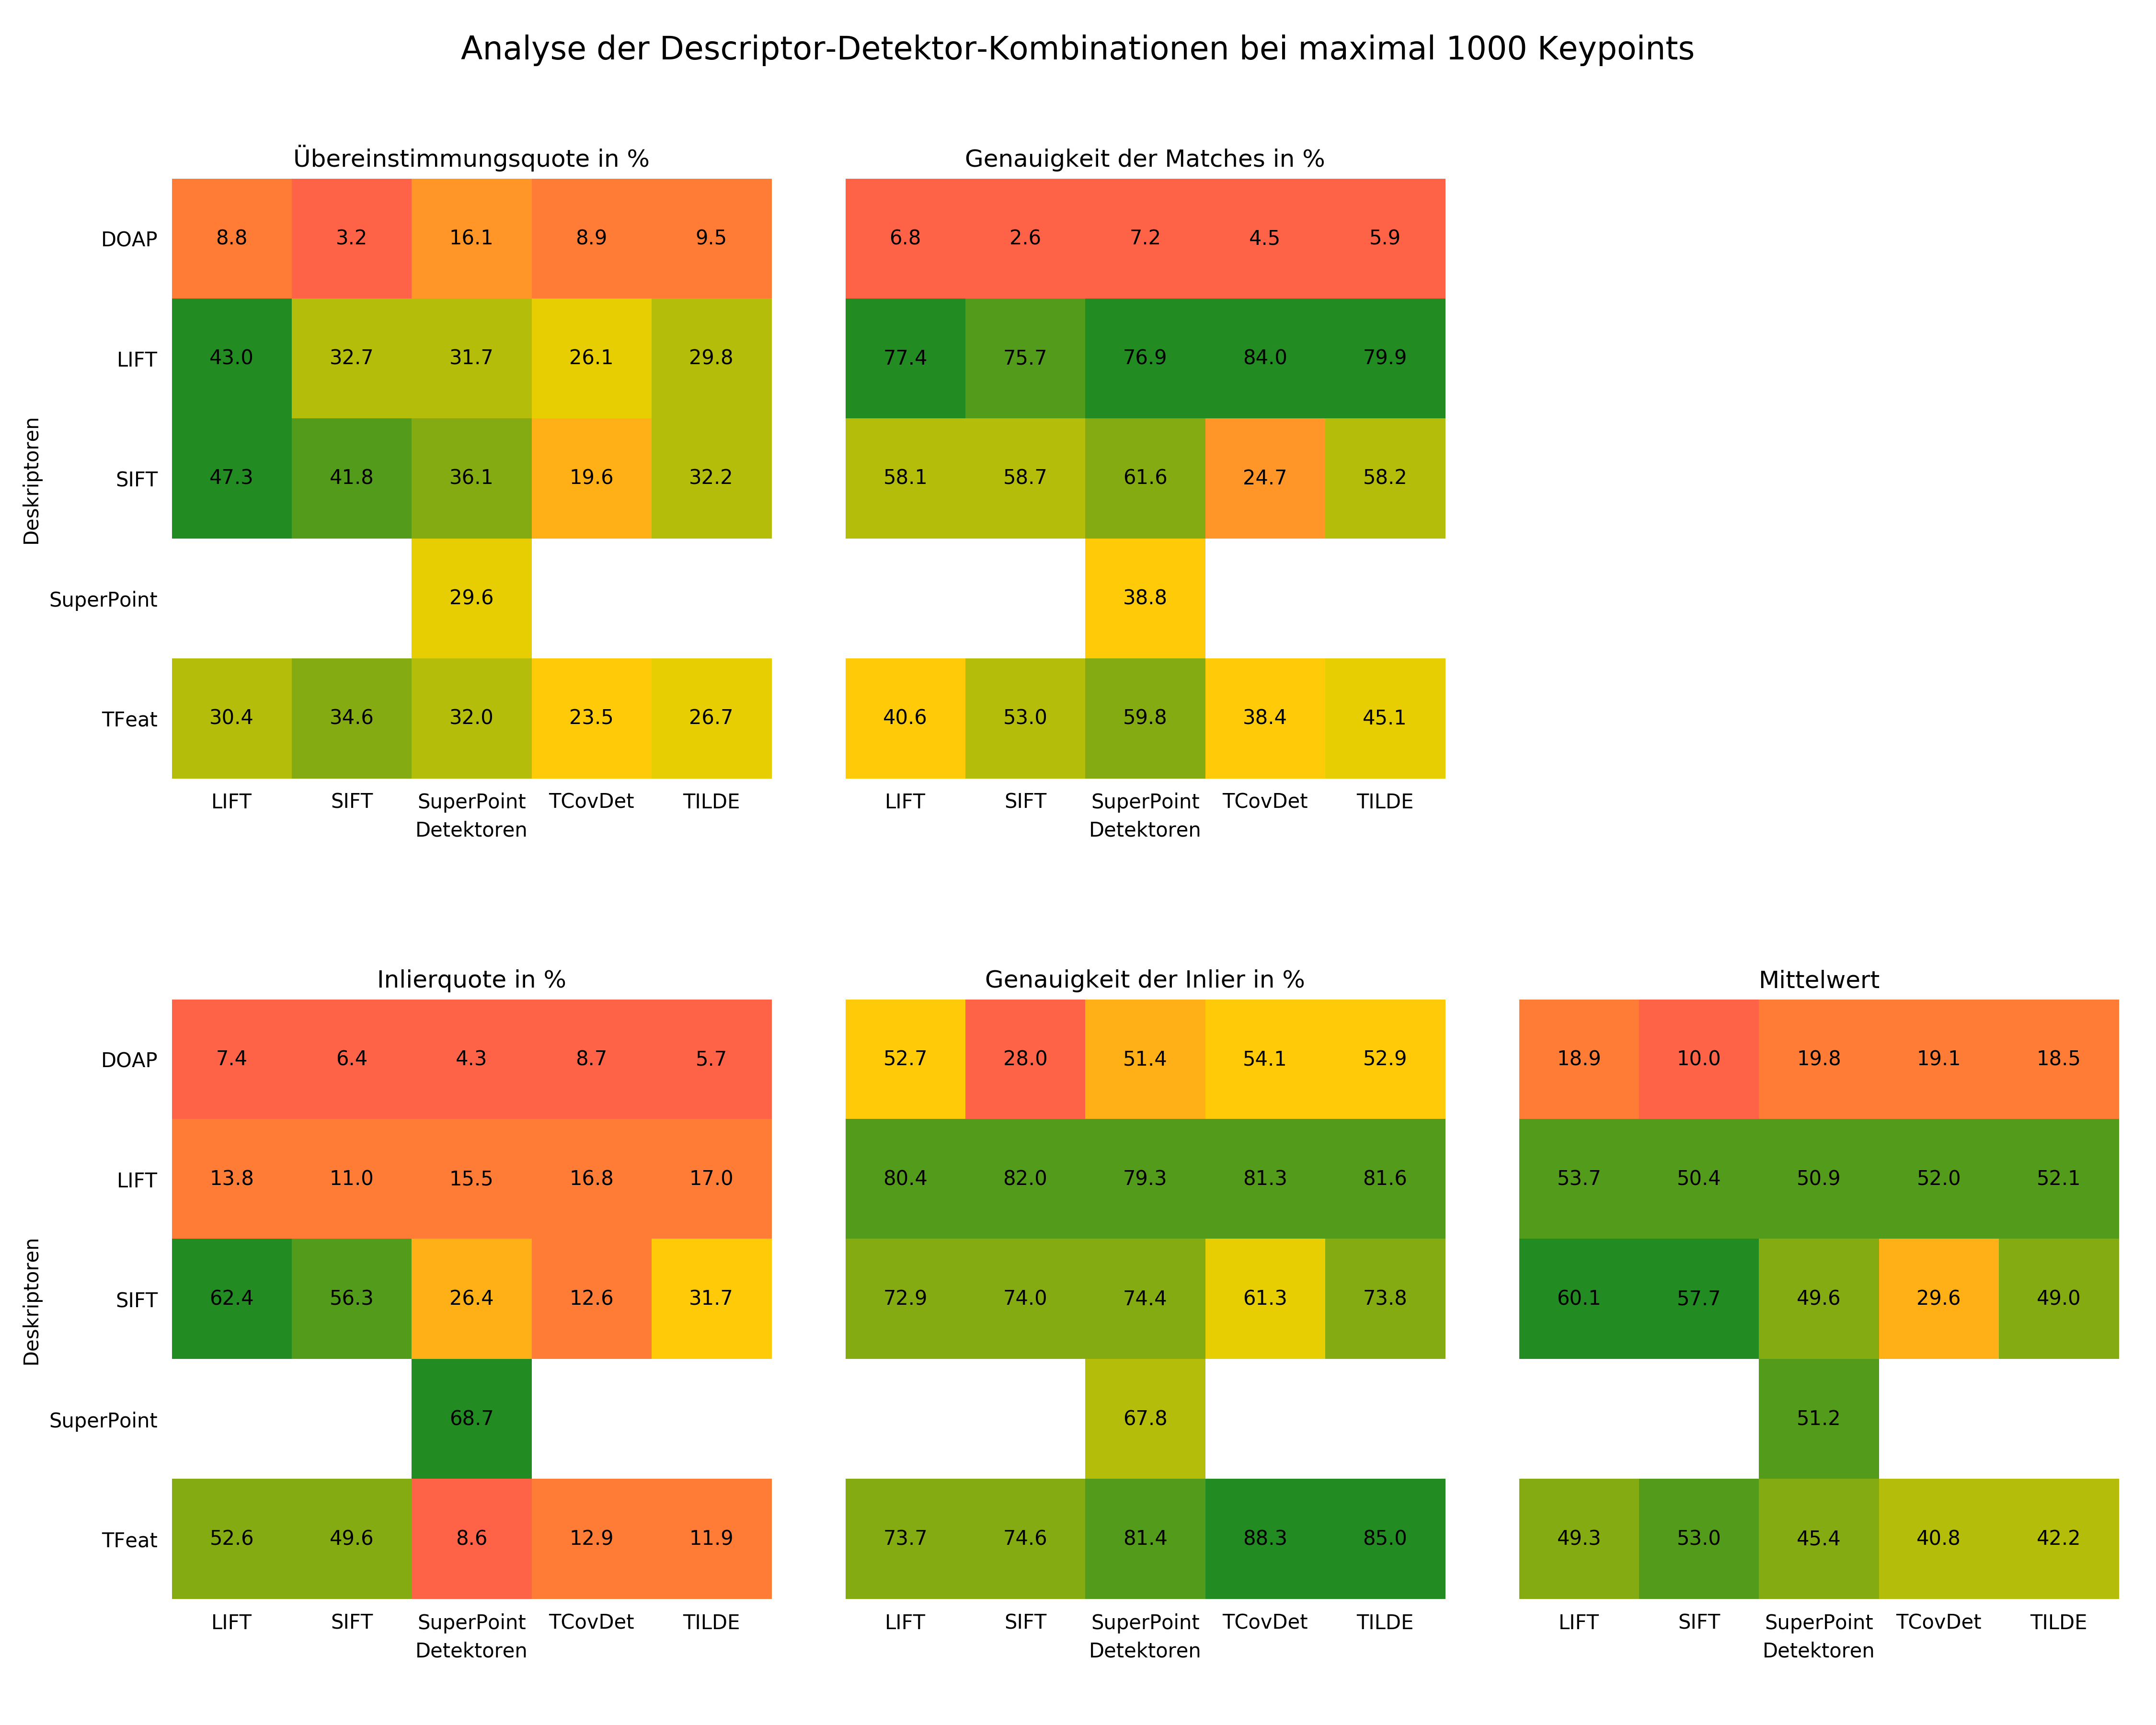 Analyse der Descriptor-Detektor-Kombinationen bei maximal 1000 Keypoints
Übereinstimmungsquote in %
Deskriptoren
DOAP 8.8 3.2 16.1 8.9 9.5
LIFT 43.0 32.7 31.7 26.1 29.8
SIFT 47.3 41.8 36.1 19.6 32.2
SuperPoint 29.6
TFeat 30.4 34.6 32.0 23.5 26.7
LIFT SIFT SuperPoint TCovDet TILDE
Detektoren
Genauigkeit der Matches in %
6.8 2.6 7.2 4.5 5.9
77.4 75.7 76.9 84.0 79.9
58.1 58.7 61.6 24.7 58.2
38.8
40.6 53.0 59.8 38.4 45.1
LIFT SIFT SuperPoint TCovDet TILDE
Detektoren
Inlierquote in %
Deskriptoren
DOAP 7.4 6.4 4.3 8.7 5.7
LIFT 13.8 11.0 15.5 16.8 17.0
SIFT 62.4 56.3 26.4 12.6 31.7
SuperPoint 68.7
TFeat 52.6 49.6 8.6 12.9 11.9
LIFT SIFT SuperPoint TCovDet TILDE
Detektoren
Genauigkeit der Inlier in %
52.7 28.0 51.4 54.1 52.9
80.4 82.0 79.3 81.3 81.6
72.9 74.0 74.4 61.3 73.8
67.8
73.7 74.6 81.4 88.3 85.0
LIFT SIFT SuperPoint TCovDet TILDE
Detektoren
Mittelwert
18.9 10.0 19.8 19.1 18.5
53.7 50.4 50.9 52.0 52.1
60.1 57.7 49.6 29.6 49.0
51.2
49.3 53.0 45.4 40.8 42.2
LIFT SIFT SuperPoint TCovDet TILDE
Detektoren